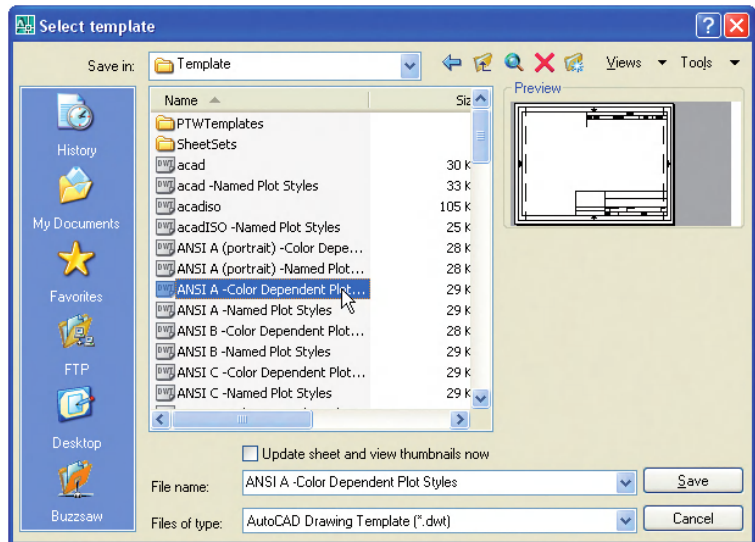 Select template
Save in: Template Views Tools
Name Siz Preview
PTWTemplates
SheetSets
acad 30 K
acad -Named Plot Styles 33 K
acadiso 105 K
acadISO -Named Plot Styles 25 K
ANSI A (portrait) -Color Depe... 28 K
ANSI A (portrait) -Named Plot... 28 K
ANSI A -Color Dependent Plot... 29 K
ANSI A -Named Plot Styles 29 K
ANSI B -Color Dependent Plot... 28 K
ANSI B -Named Plot Styles 29 K
ANSI C -Color Dependent Plot... 29 K
ANSI C -Named Plot Styles 29 K
History
My Documents
Favorites
FTP
Desktop
Buzzsaw
Update sheet and view thumbnails now
File name: ANSI A -Color Dependent Plot Styles Save
Files of type: AutoCAD Drawing Template (*.dwt) Cancel